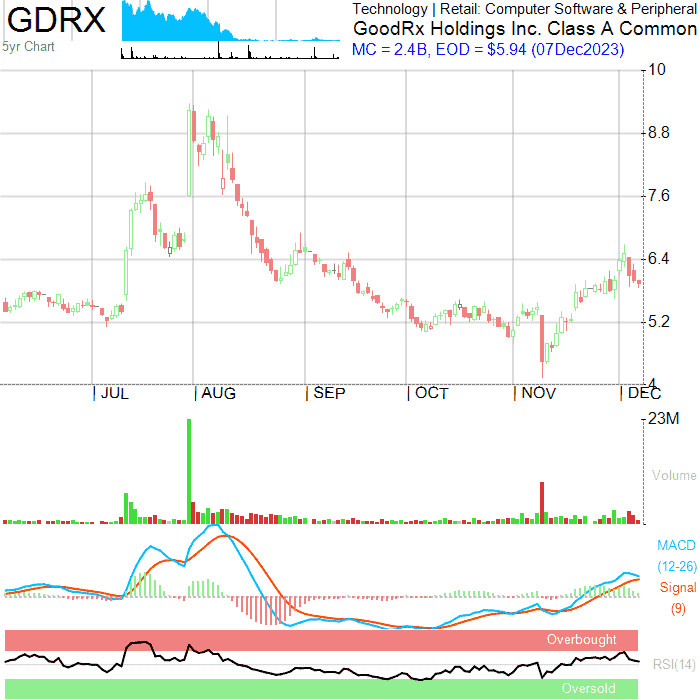 GDRX
5yr Chart
Technology | Retail: Computer Software & Peripheral
GoodRx Holdings Inc. Class A Common
MC = 2.4B, EOD = $5.94 (07Dec2023)
10
8.8
7.6
6.4
5.2
4
JUL AUG SEP OCT NOV DEC
23M
Volume
MACD
(12-26)
Signal
(9)
Overbought
RSI(14)
Oversold